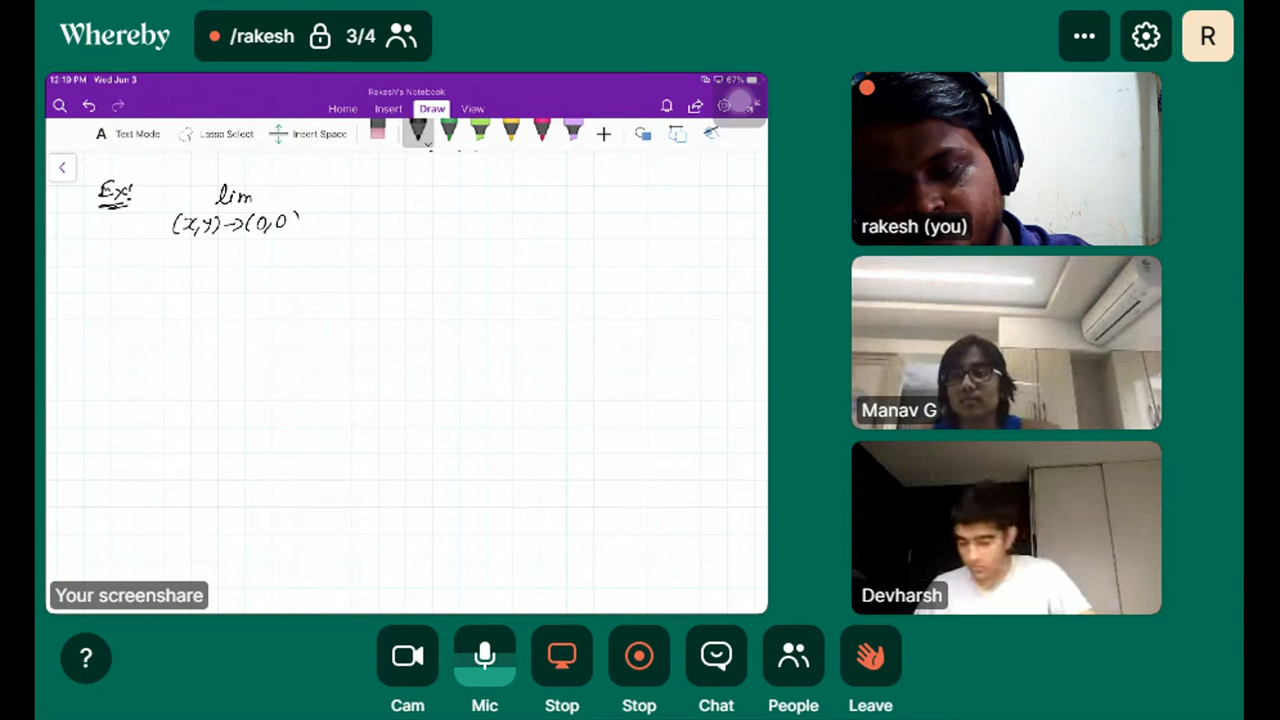 Whereby
/rakesh 3/4
R
12:19 PM Wed Jun 3
67%
Rakesh's Notebook
Home Insert Draw View
A Text Mode Lasso Select Insert Space
Ex:
lim
(x,y)→(0,0
Your screenshare
rakesh (you)
Manav G
Devharsh
?
Cam Mic Stop Stop Chat People Leave